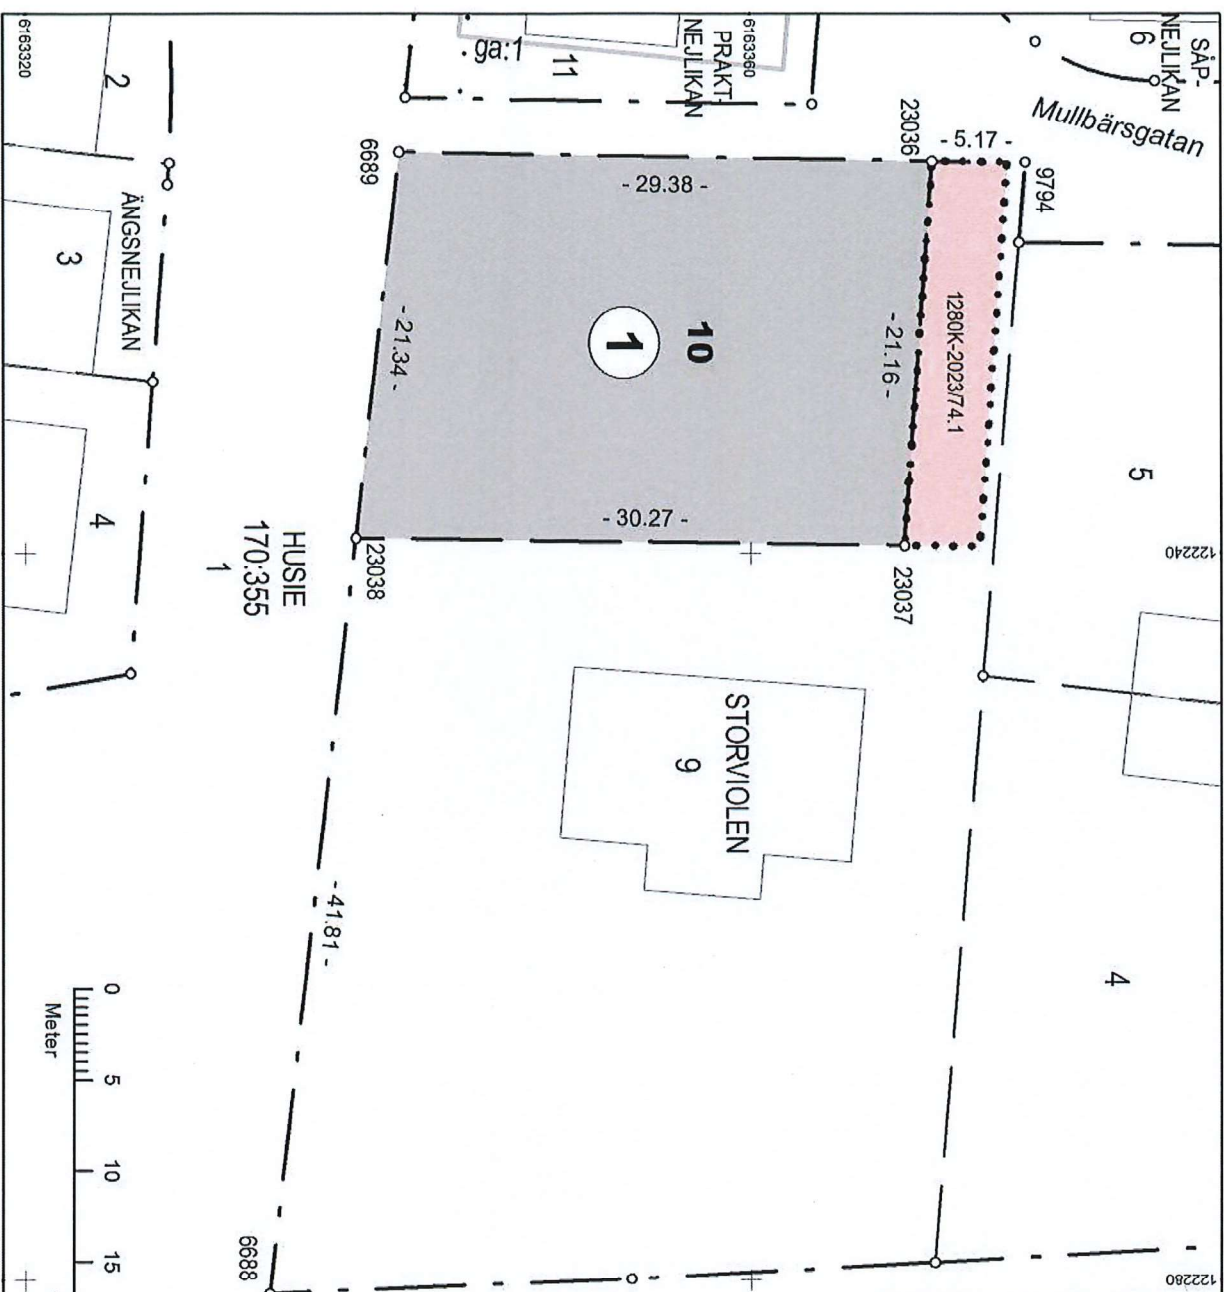 SÅP-
NEJLIKAN
6
Mullbärsgatan
6163360
PRAKT-
NEJLIKAN
11
ga:1
6163320
2
23036
- 5.17 -
9794
6689
- 29.38 -
ÄNGSNEJLIKAN
3
1280K-2023/74.1
10
1
- 21.34 -
- 21.16 -
5
4
- 30.27 -
122240
23038
23037
HUSIE
170:355
1
STORVIOLEN
9
- 41.81 -
4
0 5 10 15
Meter
6688
122280